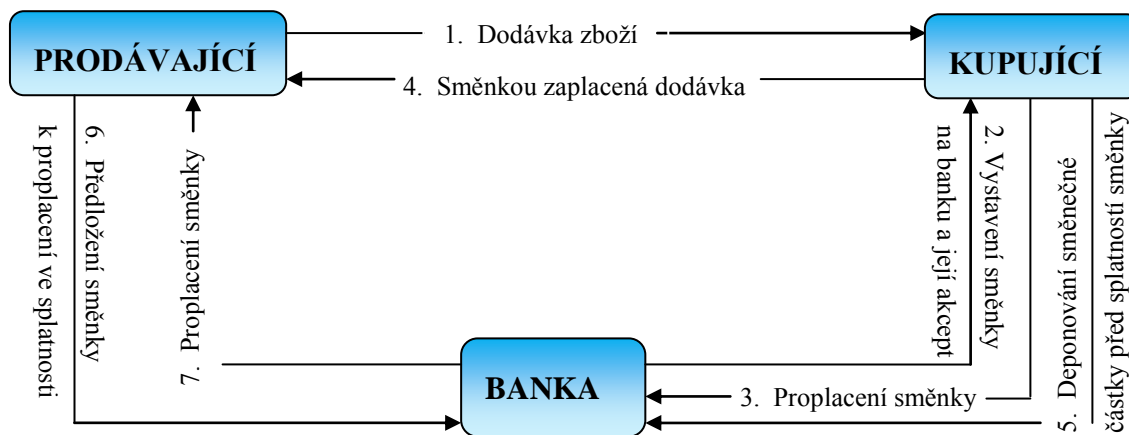 PRODÁVAJÍCÍ
1. Dodávka zboží
KUPUJÍCÍ
4. Směnkou zaplacená dodávka
6. Předložení směnky
k proplacení ve splatnosti
7. Proplacení směnky
2. Vystavení směnky
na banku a její akcept
5. Deponování směnečné
částky před splatností směnky
BANKA
3. Proplacení směnky